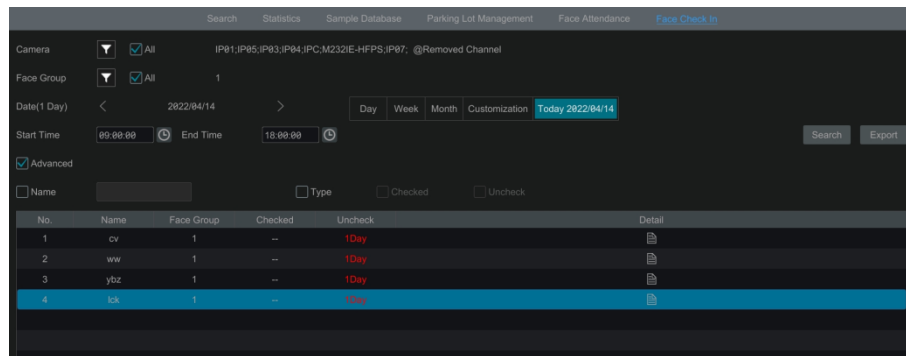 Search Statistics Sample Database Parking Lot Management Face Attendance Face Check In
Camera All IP01;IP05;IP03;IP04;IPC;M232IE-HFPS;IP07; @Removed Channel
Face Group All 1
Date(1 Day) < 2022/04/14 > Day Week Month Customization Today 2022/04/14
Start Time 09:00:00 End Time 18:00:00 Search Export
Advanced
Name Type Checked Uncheck
No. Name Face Group Checked Uncheck Detail
1 cv 1 -- 1Day
2 ww 1 -- 1Day
3 ybz 1 -- 1Day
4 lck 1 -- 1Day